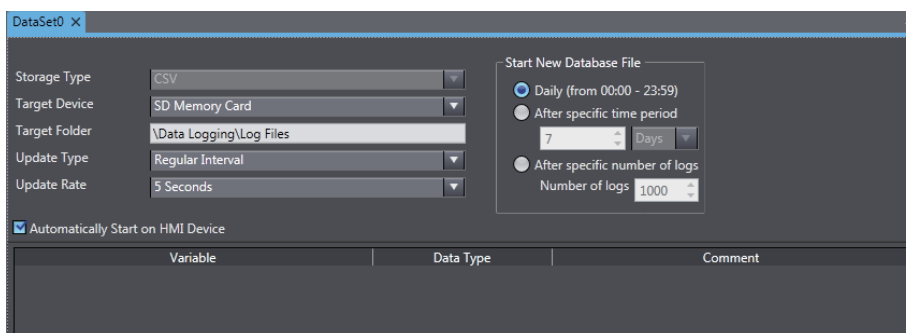 DataSet0 ×
Storage Type CSV
Target Device SD Memory Card
Target Folder \Data Logging\Log Files
Update Type Regular Interval
Update Rate 5 Seconds
Start New Database File
Daily (from 00:00 - 23:59)
After specific time period
7 Days
After specific number of logs
Number of logs 1000
Automatically Start on HMI Device
Variable Data Type Comment